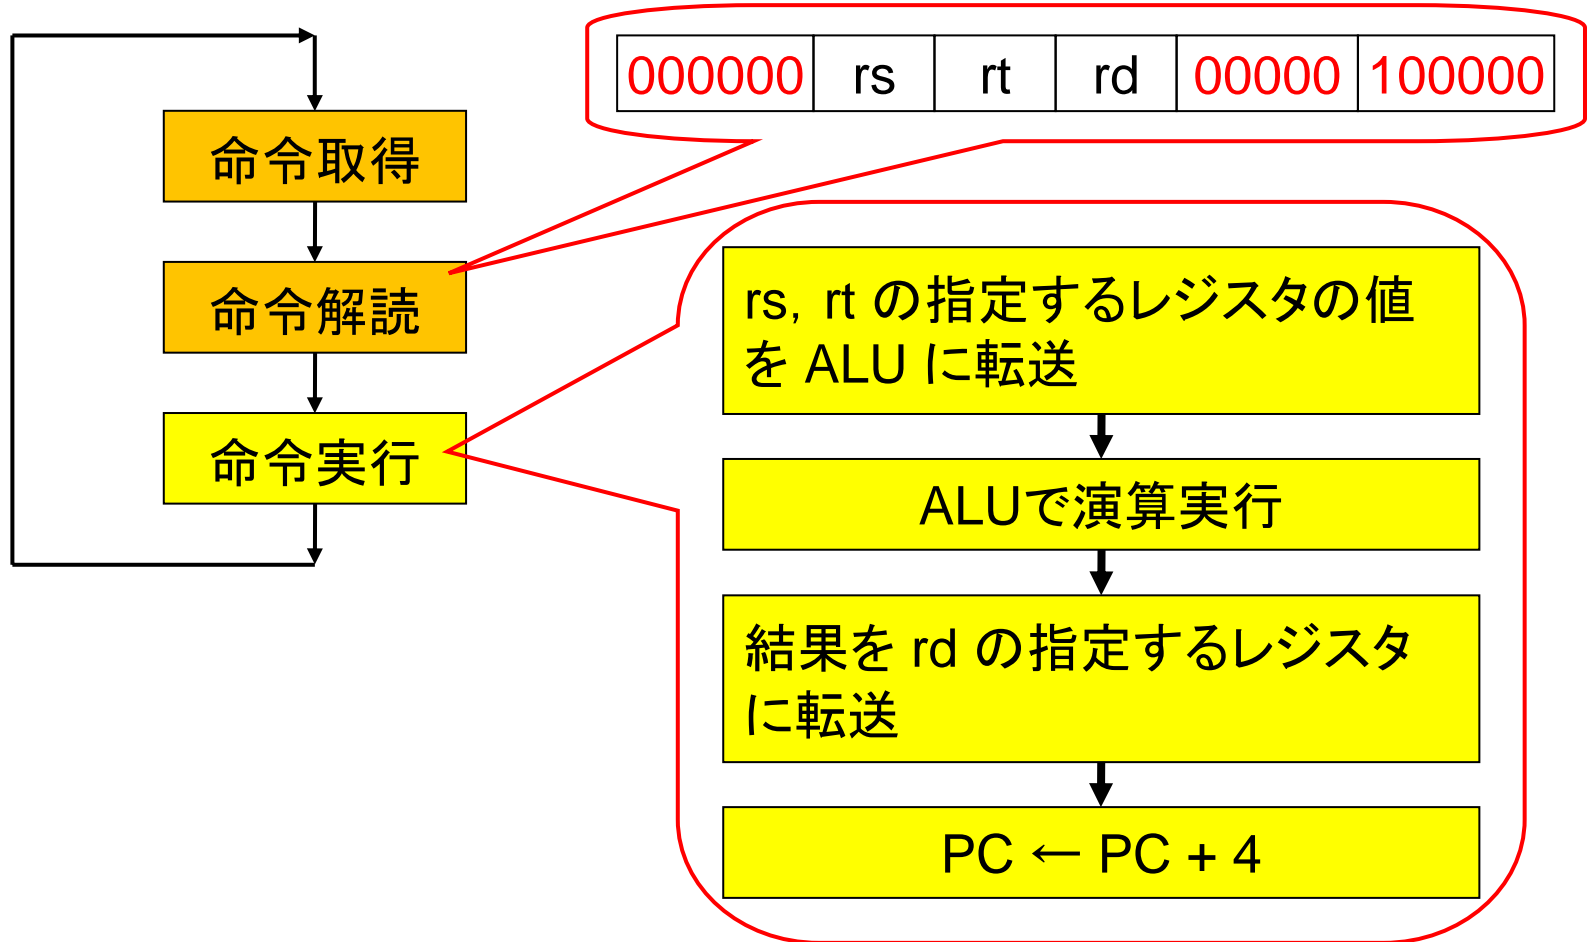 000000 rs rt rd 00000 100000
命令取得
命令解読
命令実行
rs, rt の指定するレジスタの値
を ALU に転送
ALUで演算実行
結果を rd の指定するレジスタ
に転送
PC ← PC + 4